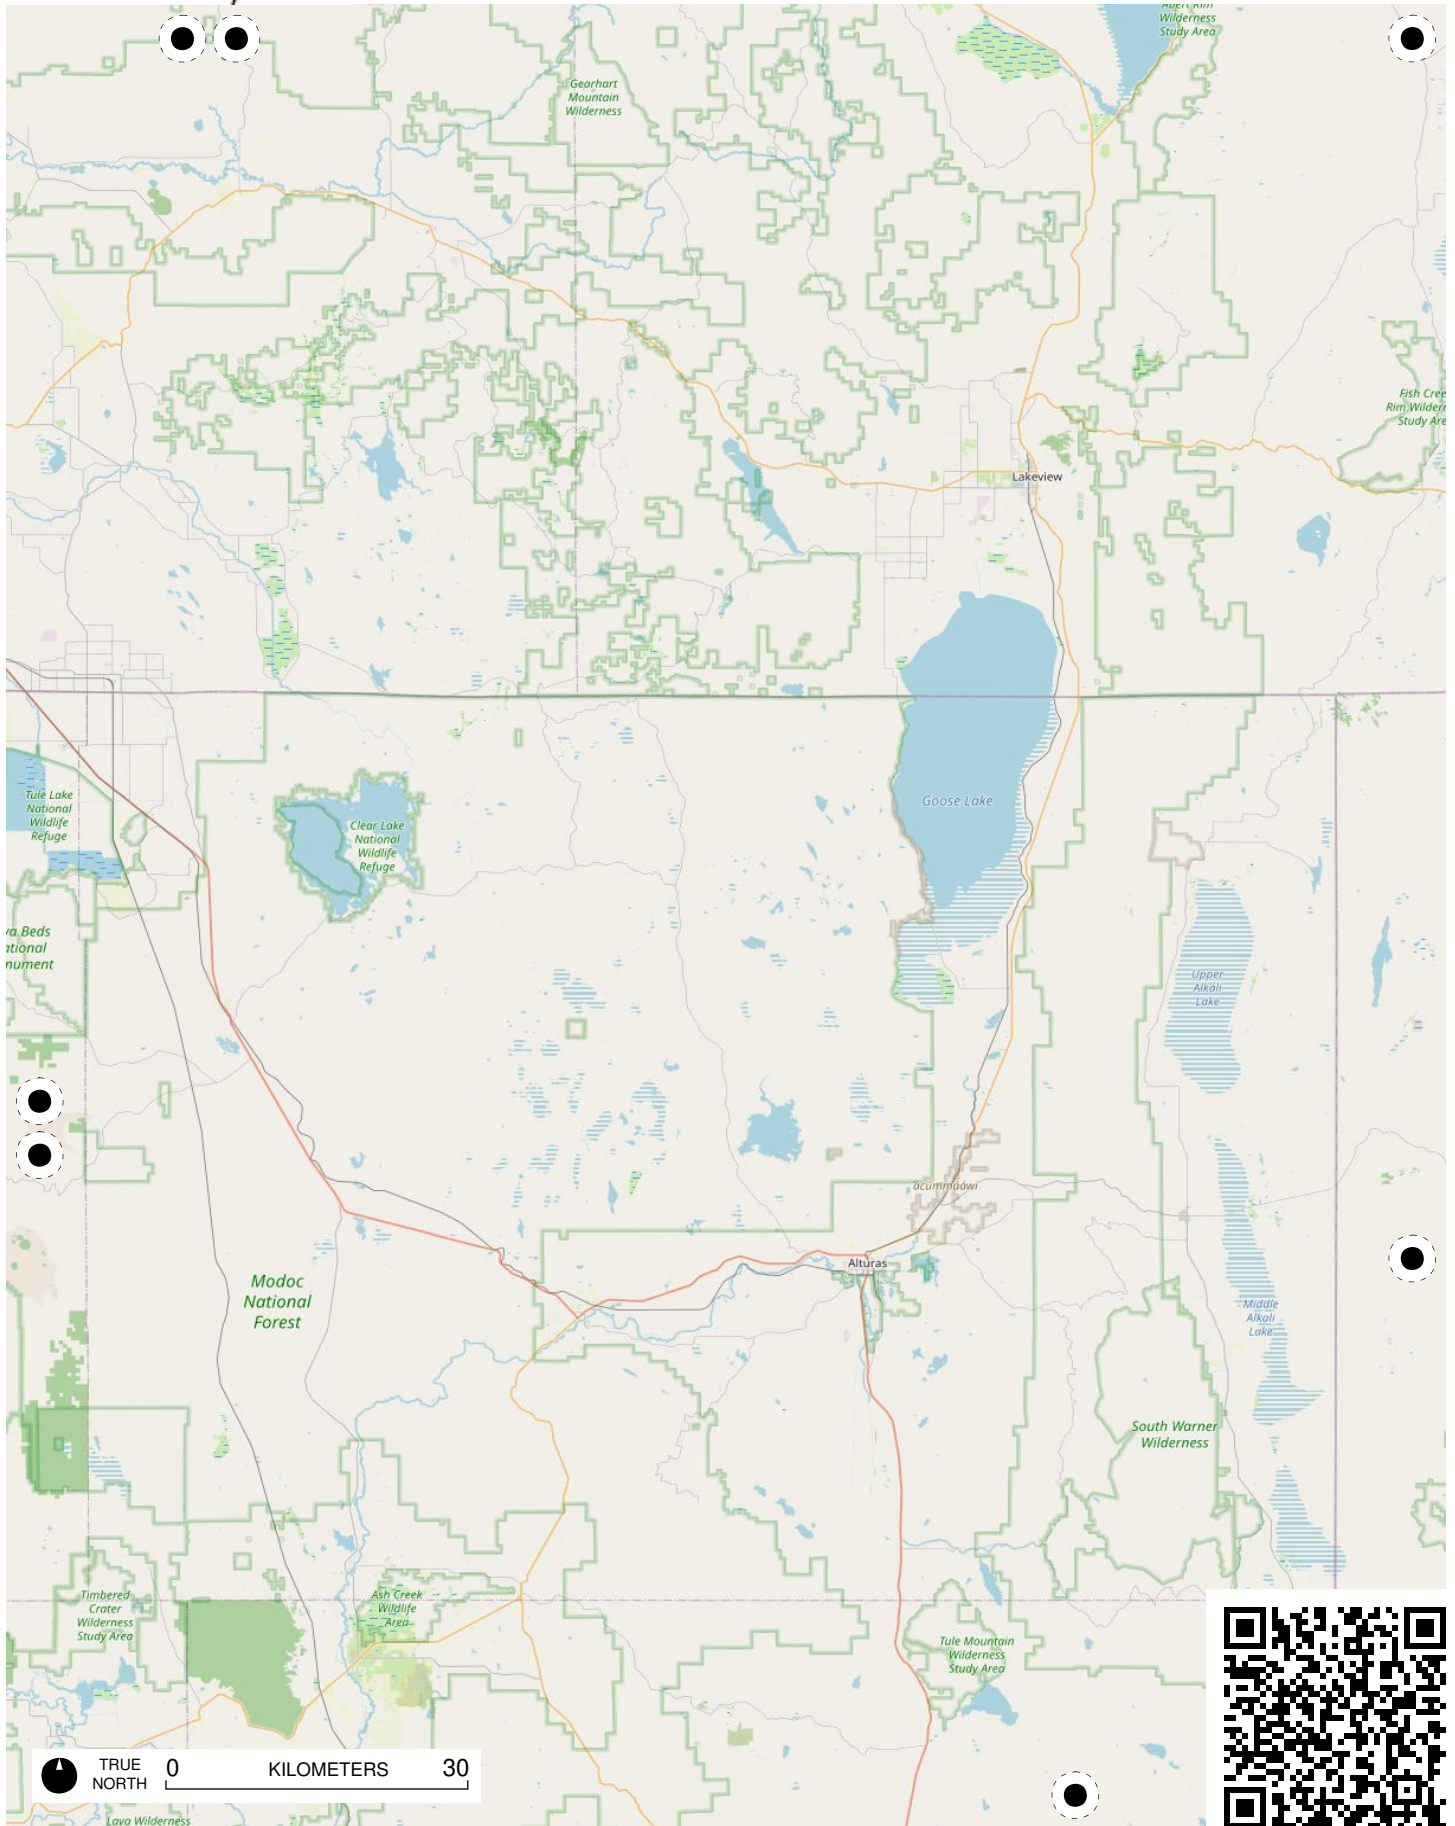 Abert Rim
Wilderness
Study Area
Gearhart
Mountain
Wilderness
Fish Cree
Rim Wildern
Study Are
Lakeview
Tule Lake
National
Wildlife
Refuge
Clear Lake
National
Wildlife
Refuge
Goose Lake
va Beds
ational
nument
Upper
Alkali
Lake
acúmmááwi
Alturas
Modoc
National
Forest
Middle
Alkali
Lake
South Warner
Wilderness
Timbered
Crater
Wilderness
Study Area
Ash Creek
Wildlife
Area
Tule Mountain
Wilderness
Study Area
TRUE
NORTH
0 KILOMETERS 30
Lava Wilderness